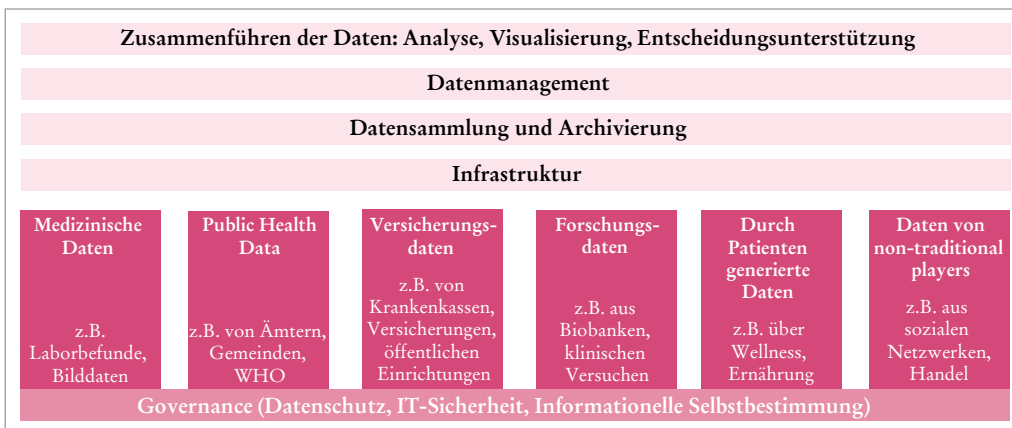 Zusammenführen der Daten: Analyse, Visualisierung, Entscheidungsunterstützung
Datenmanagement
Datensammlung und Archivierung
Infrastruktur
Medizinische
Daten
z.B.
Laborbefunde,
Bilddaten
Public Health
Data
z.B. von Ämtern,
Gemeinden,
WHO
Versicherungs-
daten
z.B. von
Krankenkassen,
Versicherungen,
öffentlichen
Einrichtungen
Forschungs-
daten
z.B. aus
Biobanken,
klinischen
Versuchen
Durch
Patienten
generierte
Daten
z.B. über
Wellness,
Ernährung
Daten von
non-traditional
players
z.B. aus
sozialen
Netzwerken,
Handel
Governance (Datenschutz, IT-Sicherheit, Informationelle Selbstbestimmung)